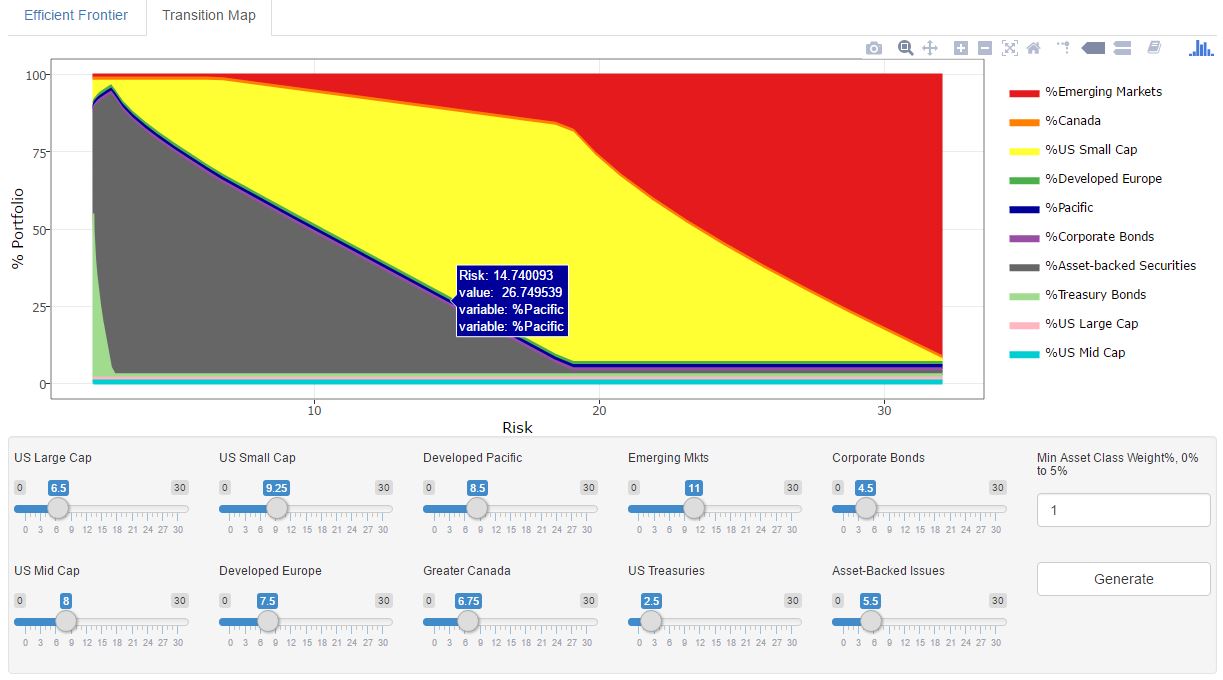 Efficient Frontier
Transition Map
100
75
50
25
0
% Portfolio
10
20
30
Risk
Risk: 14.740093
value: 26.749539
variable: %Pacific
variable: %Pacific
%Emerging Markets
%Canada
%US Small Cap
%Developed Europe
%Pacific
%Corporate Bonds
%Asset-backed Securities
%Treasury Bonds
%US Large Cap
%US Mid Cap
US Large Cap
0 6.5 30
0 3 6 9 12 15 18 21 24 27 30
US Small Cap
0 9.25 30
0 3 6 9 12 15 18 21 24 27 30
Developed Pacific
0 8.5 30
0 3 6 9 12 15 18 21 24 27 30
Emerging Mkts
0 11 30
0 3 6 9 12 15 18 21 24 27 30
Corporate Bonds
0 4.5 30
0 3 6 9 12 15 18 21 24 27 30
Min Asset Class Weight%, 0%
to 5%
1
US Mid Cap
0 8 30
0 3 6 9 12 15 18 21 24 27 30
Developed Europe
0 7.5 30
0 3 6 9 12 15 18 21 24 27 30
Greater Canada
0 6.75 30
0 3 6 9 12 15 18 21 24 27 30
US Treasuries
0 2.5 30
0 3 6 9 12 15 18 21 24 27 30
Asset-Backed Issues
0 5.5 30
0 3 6 9 12 15 18 21 24 27 30
Generate